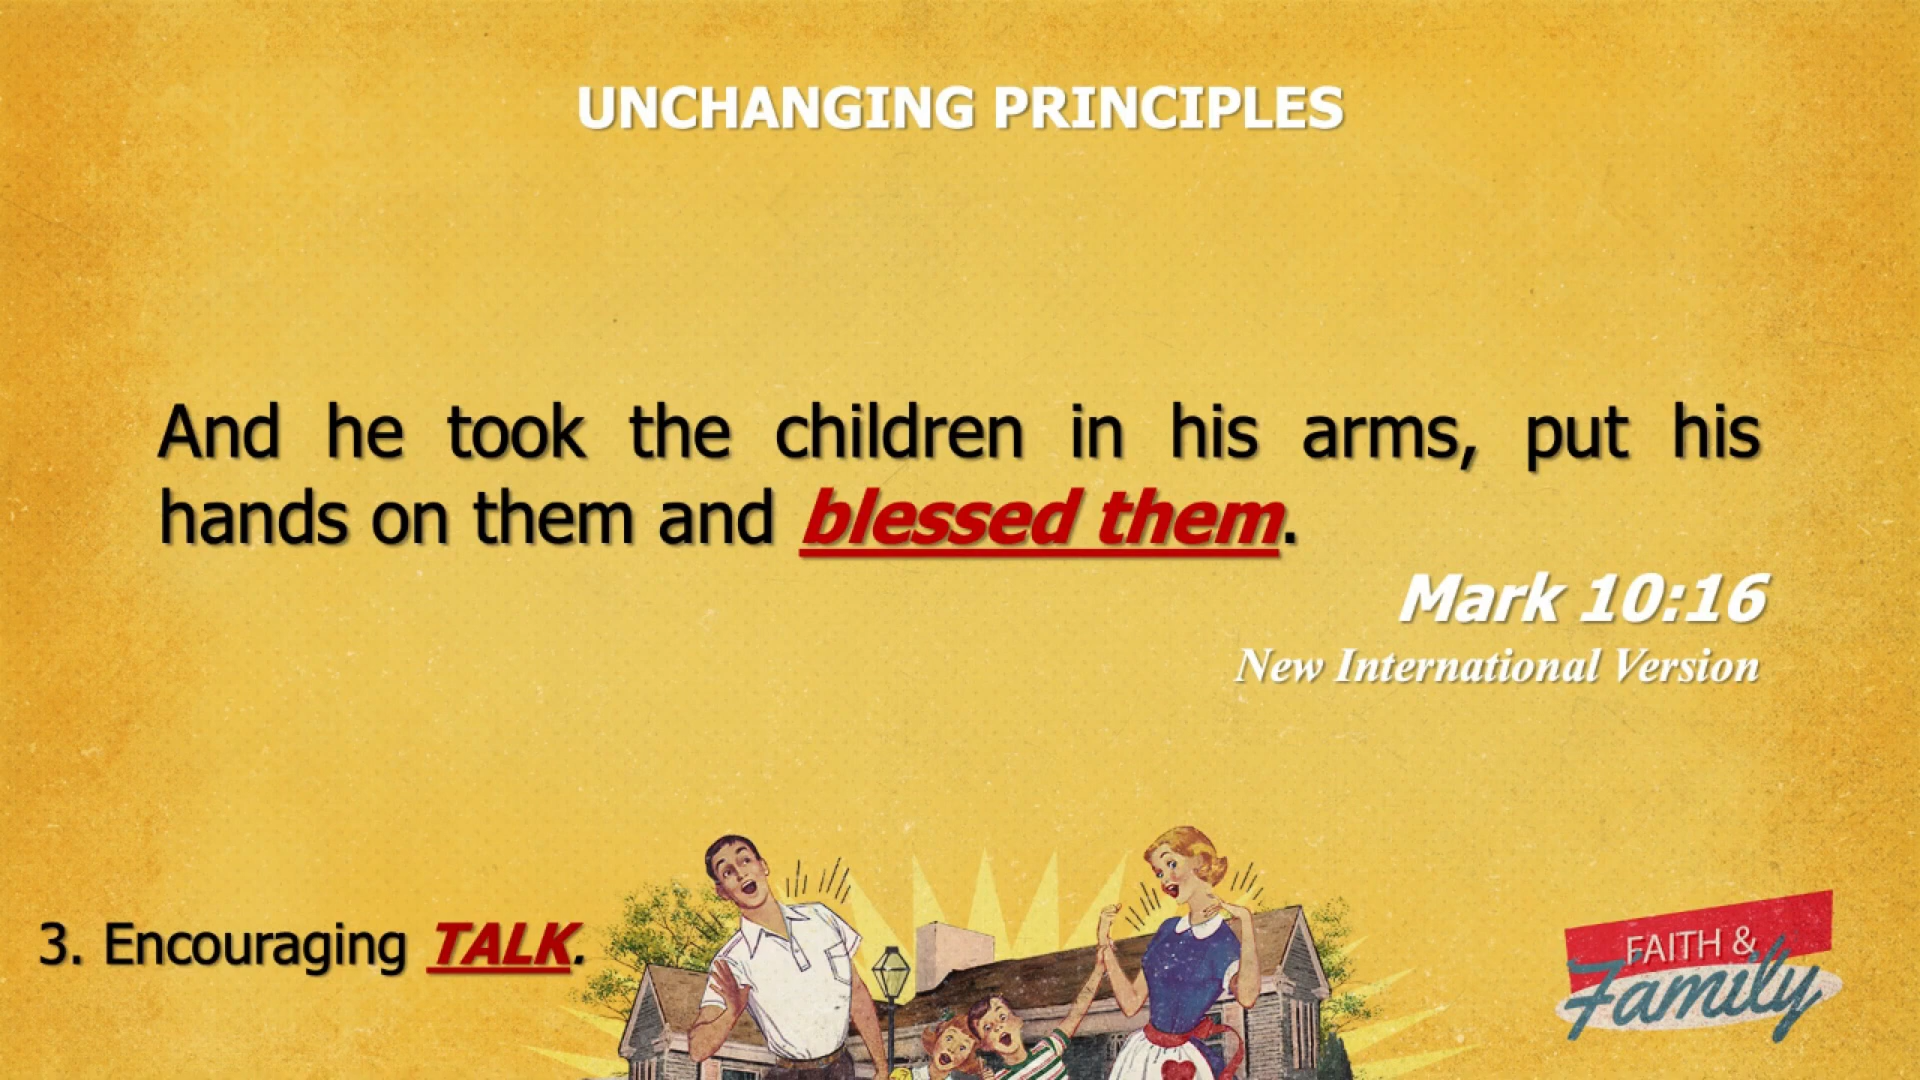 UNCHANGING PRINCIPLES
And he took the children in his arms, put his
hands on them and blessed them.
Mark 10:16
New International Version
3. Encouraging TALK.
FAITH &
Family